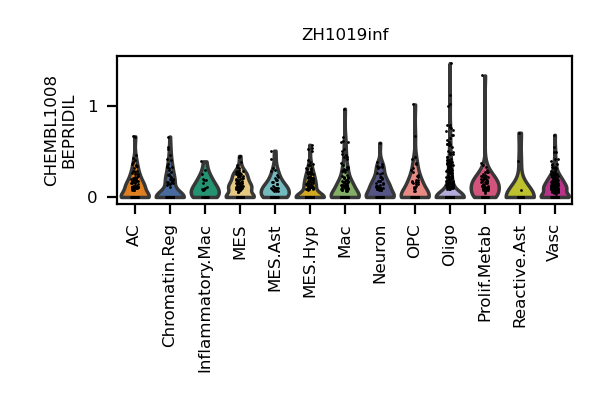 ZH1019inf
CHEMBL1008
BEPRIDIL
1
0
AC
Chromatin.Reg
Inflammatory.Mac
MES
MES.Ast
MES.Hyp
Mac
Neuron
OPC
Oligo
Prolif.Metab
Reactive.Ast
Vasc